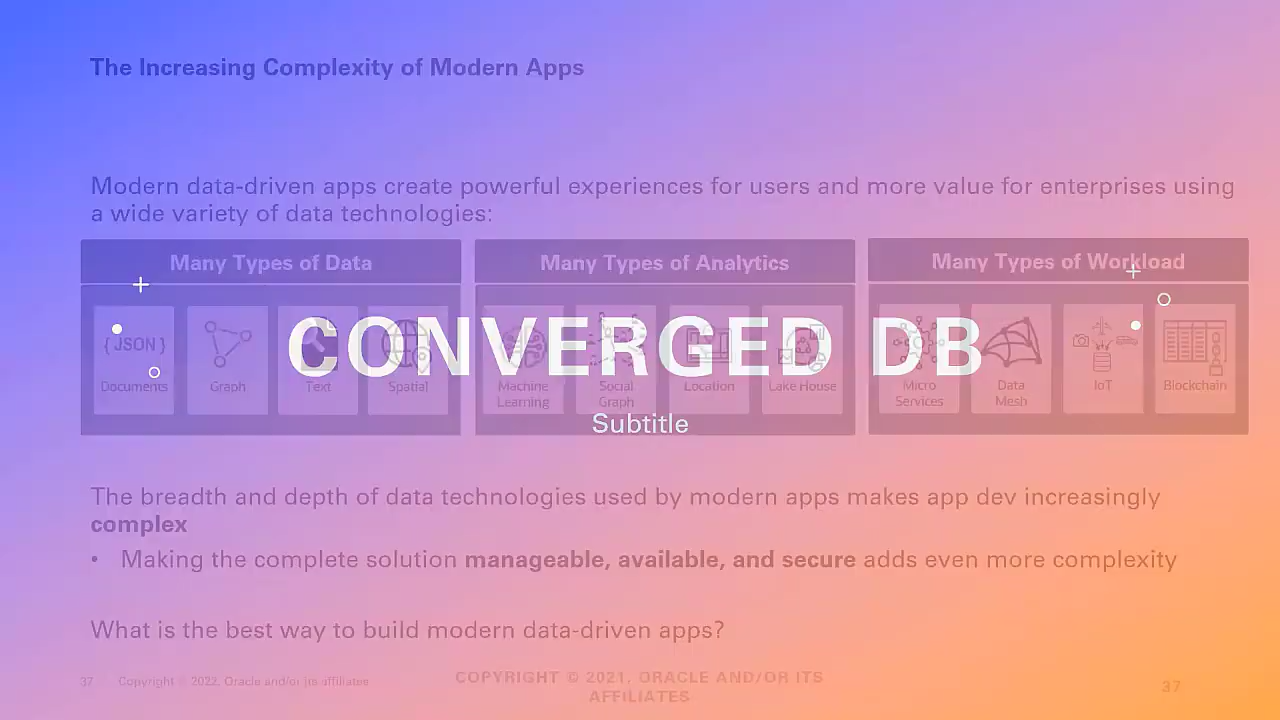 The Increasing Complexity of Modern Apps
Modern data-driven apps create powerful experiences for users and more value for enterprises using
a wide variety of data technologies:
Many Types of Data
Many Types of Analytics
Many Types of Workload
{ JSON }
Documents
Graph
Text
Spatial
Machine
Learning
Social
Graph
Location
Lake House
Micro
Services
Data
Mesh
IoT
Blockchain
CONVERGED DB
Subtitle
The breadth and depth of data technologies used by modern apps makes app dev increasingly
complex
• Making the complete solution manageable, available, and secure adds even more complexity
What is the best way to build modern data-driven apps?
37 Copyright © 2022, Oracle and/or its affiliates
COPYRIGHT © 2021, ORACLE AND/OR ITS
AFFILIATES
37